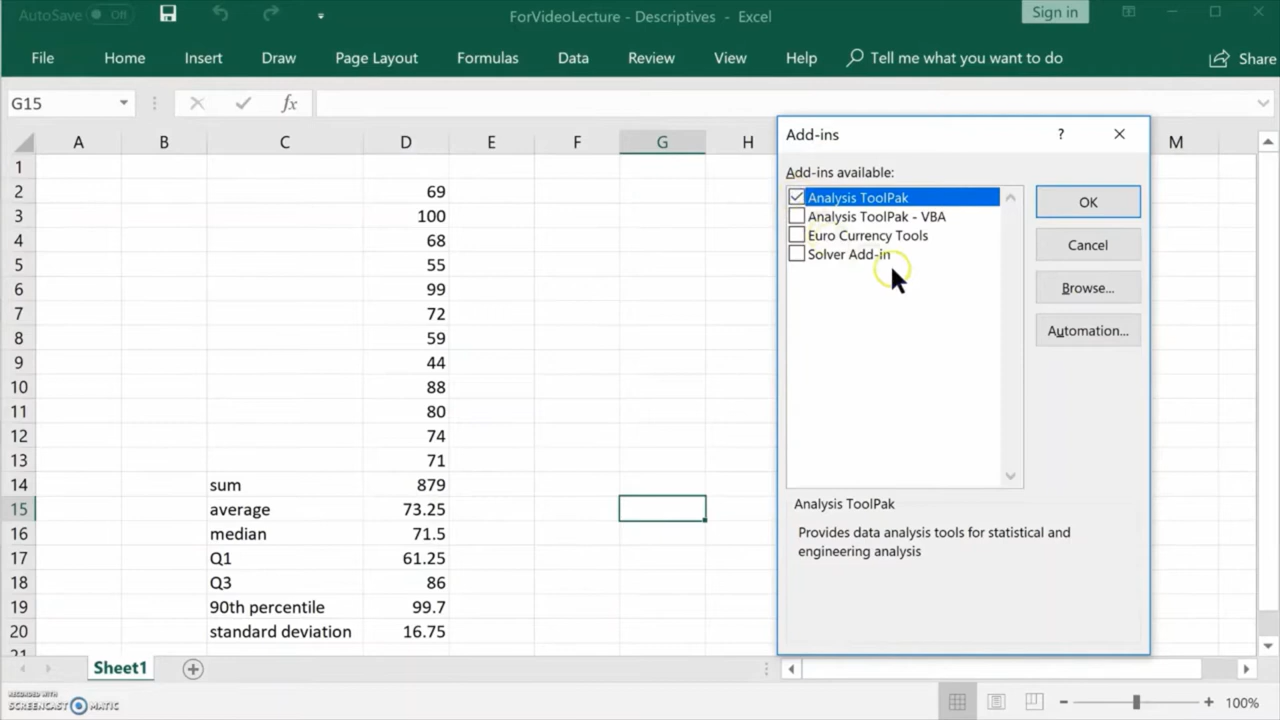 AutoSave Off
ForVideoLecture - Descriptives - Excel
Sign in
File Home Insert Draw Page Layout Formulas Data Review View Help Tell me what you want to do Share
G15 fx
A B C D E F G H M
1
2 69
3 100
4 68
5 55
6 99
7 72
8 59
9 44
10 88
11 80
12 74
13 71
14 sum 879
15 average 73.25
16 median 71.5
17 Q1 61.25
18 Q3 86
19 90th percentile 99.7
20 standard deviation 16.75
21
Add-ins ?
Add-ins available:
Analysis ToolPak
Analysis ToolPak - VBA
Euro Currency Tools
Solver Add-in
OK
Cancel
Browse...
Automation...
Analysis ToolPak
Provides data analysis tools for statistical and
engineering analysis
Sheet1
100%
RECORDED WITH
SCREENCAST MATIC